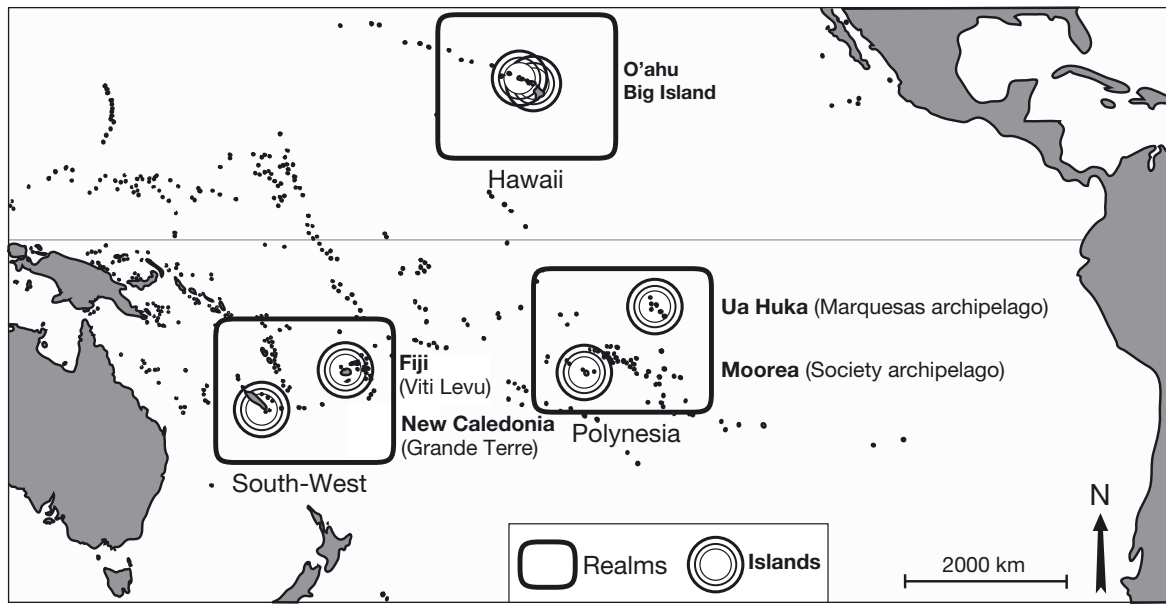 O'ahu
Big Island
Hawaii
Ua Huka (Marquesas archipelago)
Fiji
(Viti Levu)
Moorea (Society archipelago)
New Caledonia
(Grande Terre)
Polynesia
South-West
N
Realms
Islands
2000 km